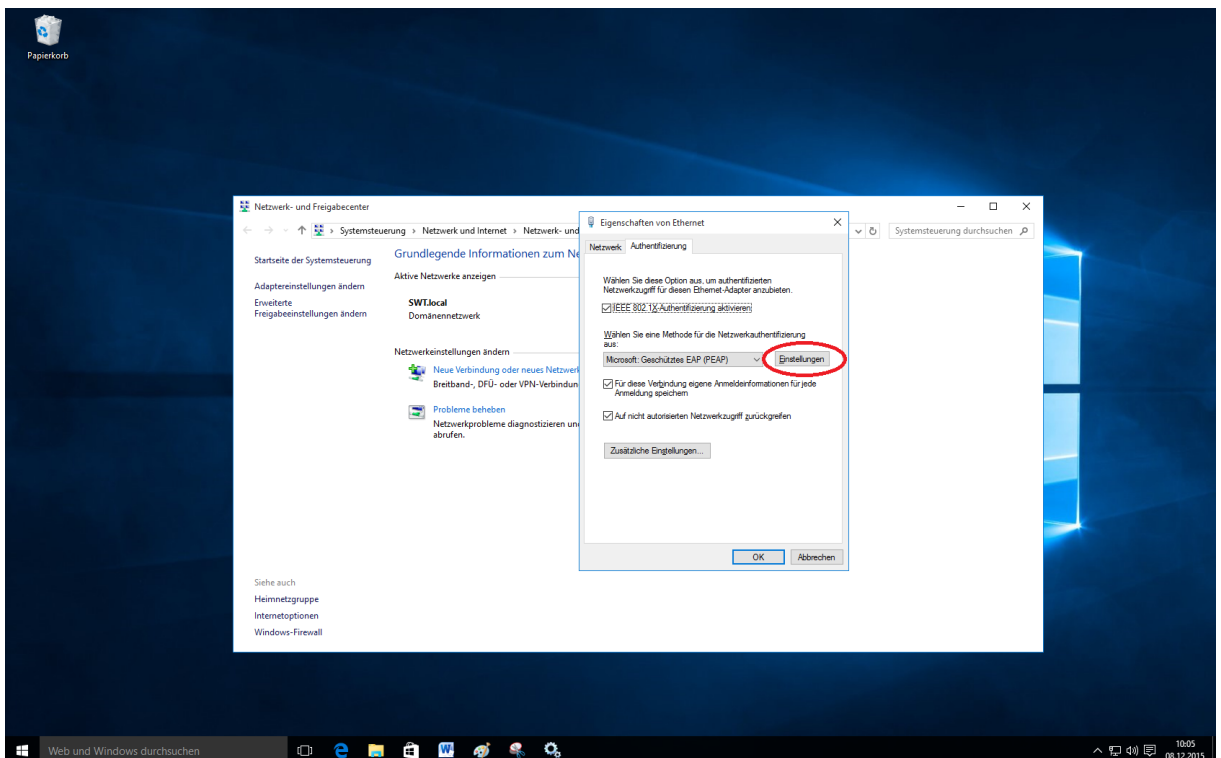 Papierkorb
Netzwerk- und Freigabecenter
Systemsteuerung > Netzwerk und Internet > Netzwerk- und
Systemsteuerung durchsuchen
Startseite der Systemsteuerung
Adaptereinstellungen ändern
Erweiterte
Freigabeeinstellungen ändern
Grundlegende Informationen zum Ne
Aktive Netzwerke anzeigen
SWT.local
Domänennetzwerk
Netzwerkeinstellungen ändern
Neue Verbindung oder neues Netzwerk
Breitband-, DFÜ- oder VPN-Verbindun
Probleme beheben
Netzwerkprobleme diagnostizieren un
abrufen.
Siehe auch
Heimnetzgruppe
Internetoptionen
Windows-Firewall
Eigenschaften von Ethernet
Netzwerk Authentifizierung
Wählen Sie diese Option aus, um authentifizierten
Netzwerkzugriff für diesen Ethernet-Adapter anzubieten.
IEEE 802.1X-Authentifizierung aktivieren
Wählen Sie eine Methode für die Netzwerkauthentifizierung
aus:
Microsoft: Geschütztes EAP (PEAP) Einstellungen
Für diese Verbindung eigene Anmeldeinformationen für jede
Anmeldung speichern
Auf nicht autorisierten Netzwerkzugriff zurückgreifen
Zusätzliche Einstellungen...
OK Abbrechen
Web und Windows durchsuchen
10:05
08.12.2015